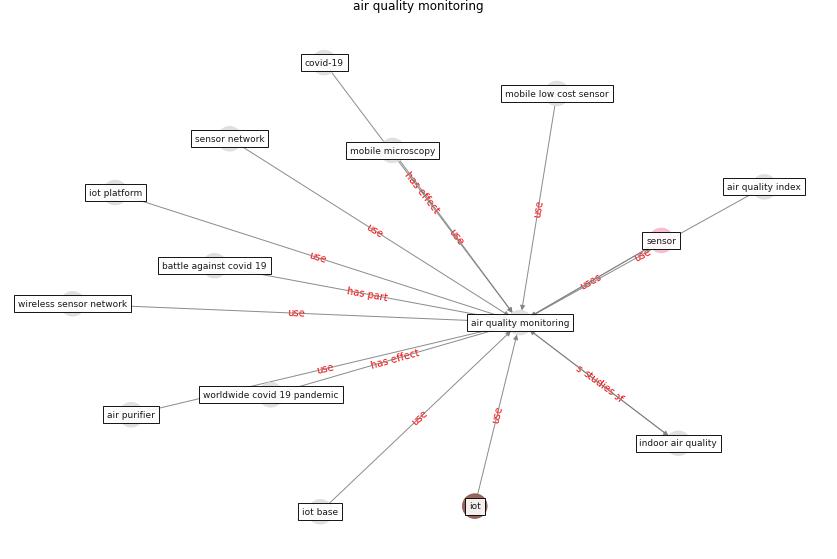 air quality monitoring
covid-19
mobile low cost sensor
sensor network
mobile microscopy
has effect
air quality index
iot platform
use
use
use
sensor
use
use
battle against covid 19
uses
has part
wireless sensor network
use
air quality monitoring
use
has effect
studies
worldwide covid 19 pandemic
air purifier
use
use
indoor air quality
iot base
iot